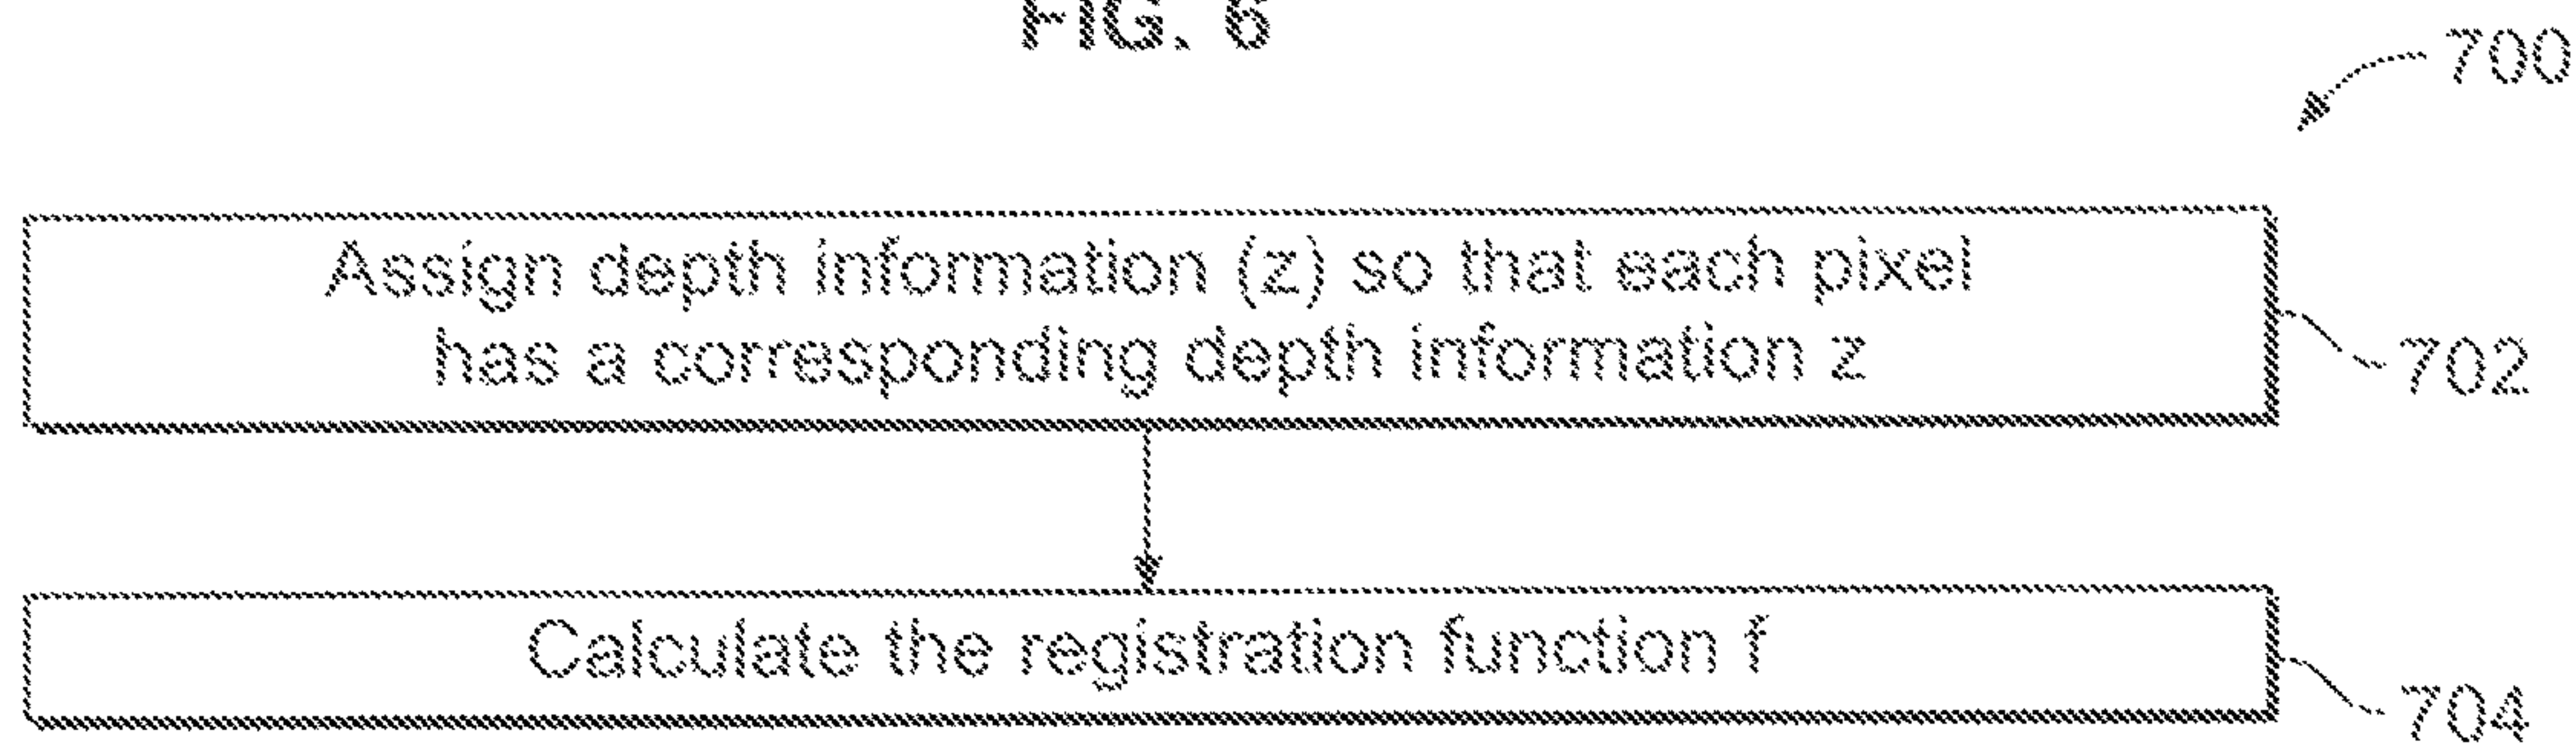 FIG. 6
700
Assign depth information (z) so that each pixel
has a corresponding depth information z
702
Calculate the registration function f
704